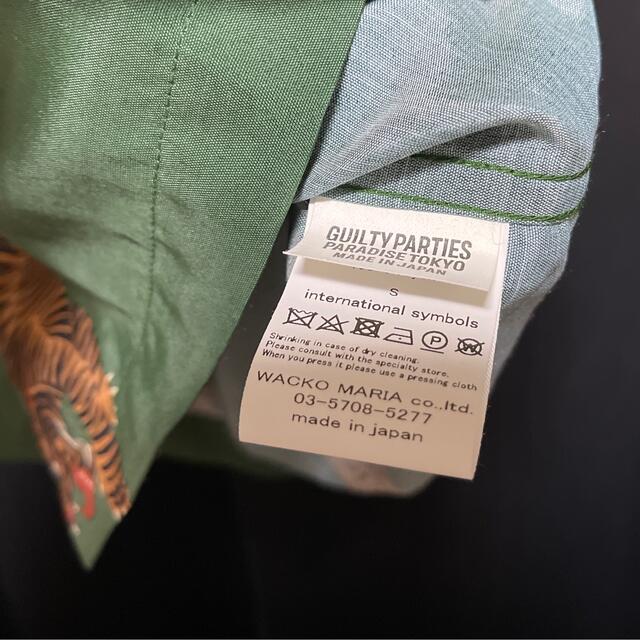 GUILTY PARTIES
PARADISE TOKYO
MADE IN JAPAN
S
international symbols
P
W
Shrinking in case of dry cleaning.
Please consult with the specialty store.
When you press it please use a pressing cloth
WACKO MARIA co.,ltd.
03-5708-5277
made in japan